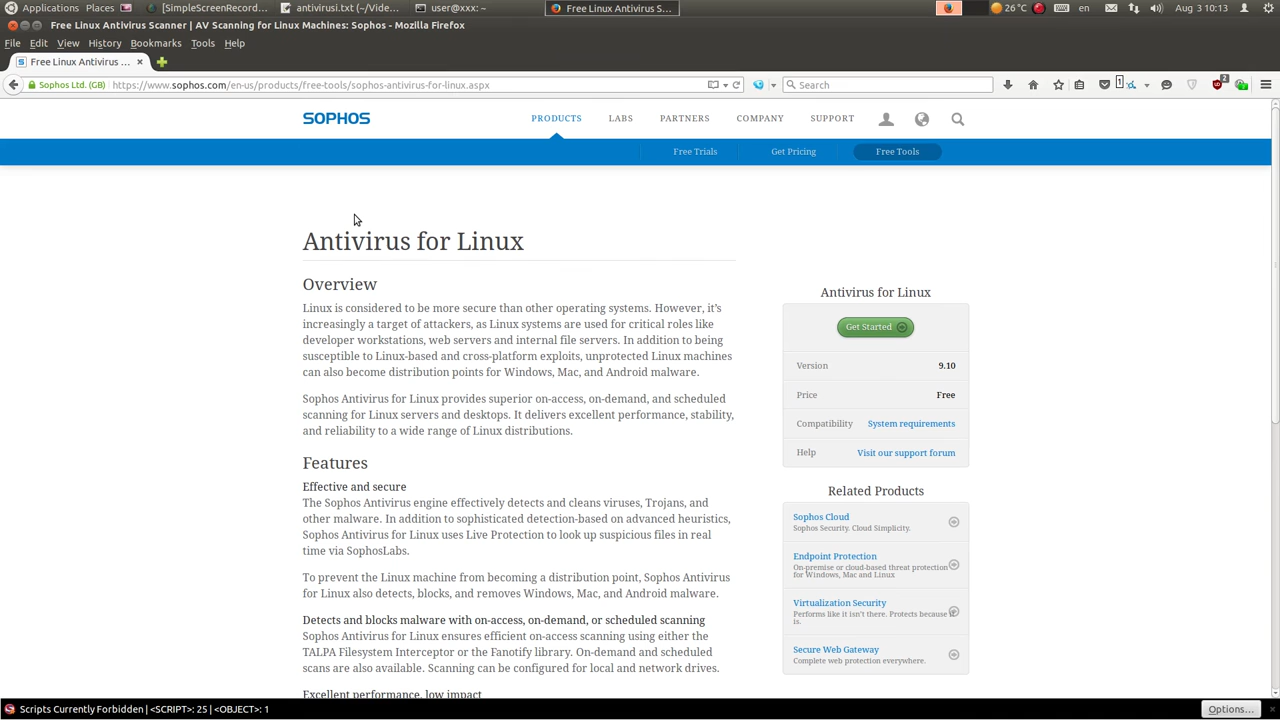 Applications Places [SimpleScreenRecord... antivirusi.txt (~/Video... user@xxx: ~ Free Linux Antivirus S... 26 °C en Aug 3 10:13
Free Linux Antivirus Scanner | AV Scanning for Linux Machines: Sophos - Mozilla Firefox
File Edit View History Bookmarks Tools Help
Free Linux Antivirus ...
Sophos Ltd. (GB) https://www.sophos.com/en-us/products/free-tools/sophos-antivirus-for-linux.aspx Search 1 2
SOPHOS PRODUCTS LABS PARTNERS COMPANY SUPPORT
Free Trials Get Pricing Free Tools
Antivirus for Linux
Overview
Linux is considered to be more secure than other operating systems. However, it's
increasingly a target of attackers, as Linux systems are used for critical roles like
developer workstations, web servers and internal file servers. In addition to being
susceptible to Linux-based and cross-platform exploits, unprotected Linux machines
can also become distribution points for Windows, Mac, and Android malware.
Sophos Antivirus for Linux provides superior on-access, on-demand, and scheduled
scanning for Linux servers and desktops. It delivers excellent performance, stability,
and reliability to a wide range of Linux distributions.
Features
Effective and secure
The Sophos Antivirus engine effectively detects and cleans viruses, Trojans, and
other malware. In addition to sophisticated detection-based on advanced heuristics,
Sophos Antivirus for Linux uses Live Protection to look up suspicious files in real
time via SophosLabs.
To prevent the Linux machine from becoming a distribution point, Sophos Antivirus
for Linux also detects, blocks, and removes Windows, Mac, and Android malware.
Detects and blocks malware with on-access, on-demand, or scheduled scanning
Sophos Antivirus for Linux ensures efficient on-access scanning using either the
TALPA Filesystem Interceptor or the Fanotify library. On-demand and scheduled
scans are also available. Scanning can be configured for local and network drives.
Excellent performance, low impact
Antivirus for Linux
Get Started
Version 9.10
Price Free
Compatibility System requirements
Help Visit our support forum
Related Products
Sophos Cloud
Sophos Security. Cloud Simplicity.
Endpoint Protection
On-premise or cloud-based threat protection
for Windows, Mac and Linux
Virtualization Security
Performs like it isn't there. Protects because it
is.
Secure Web Gateway
Complete web protection everywhere.
Scripts Currently Forbidden | <SCRIPT>: 25 | <OBJECT>: 1 Options...